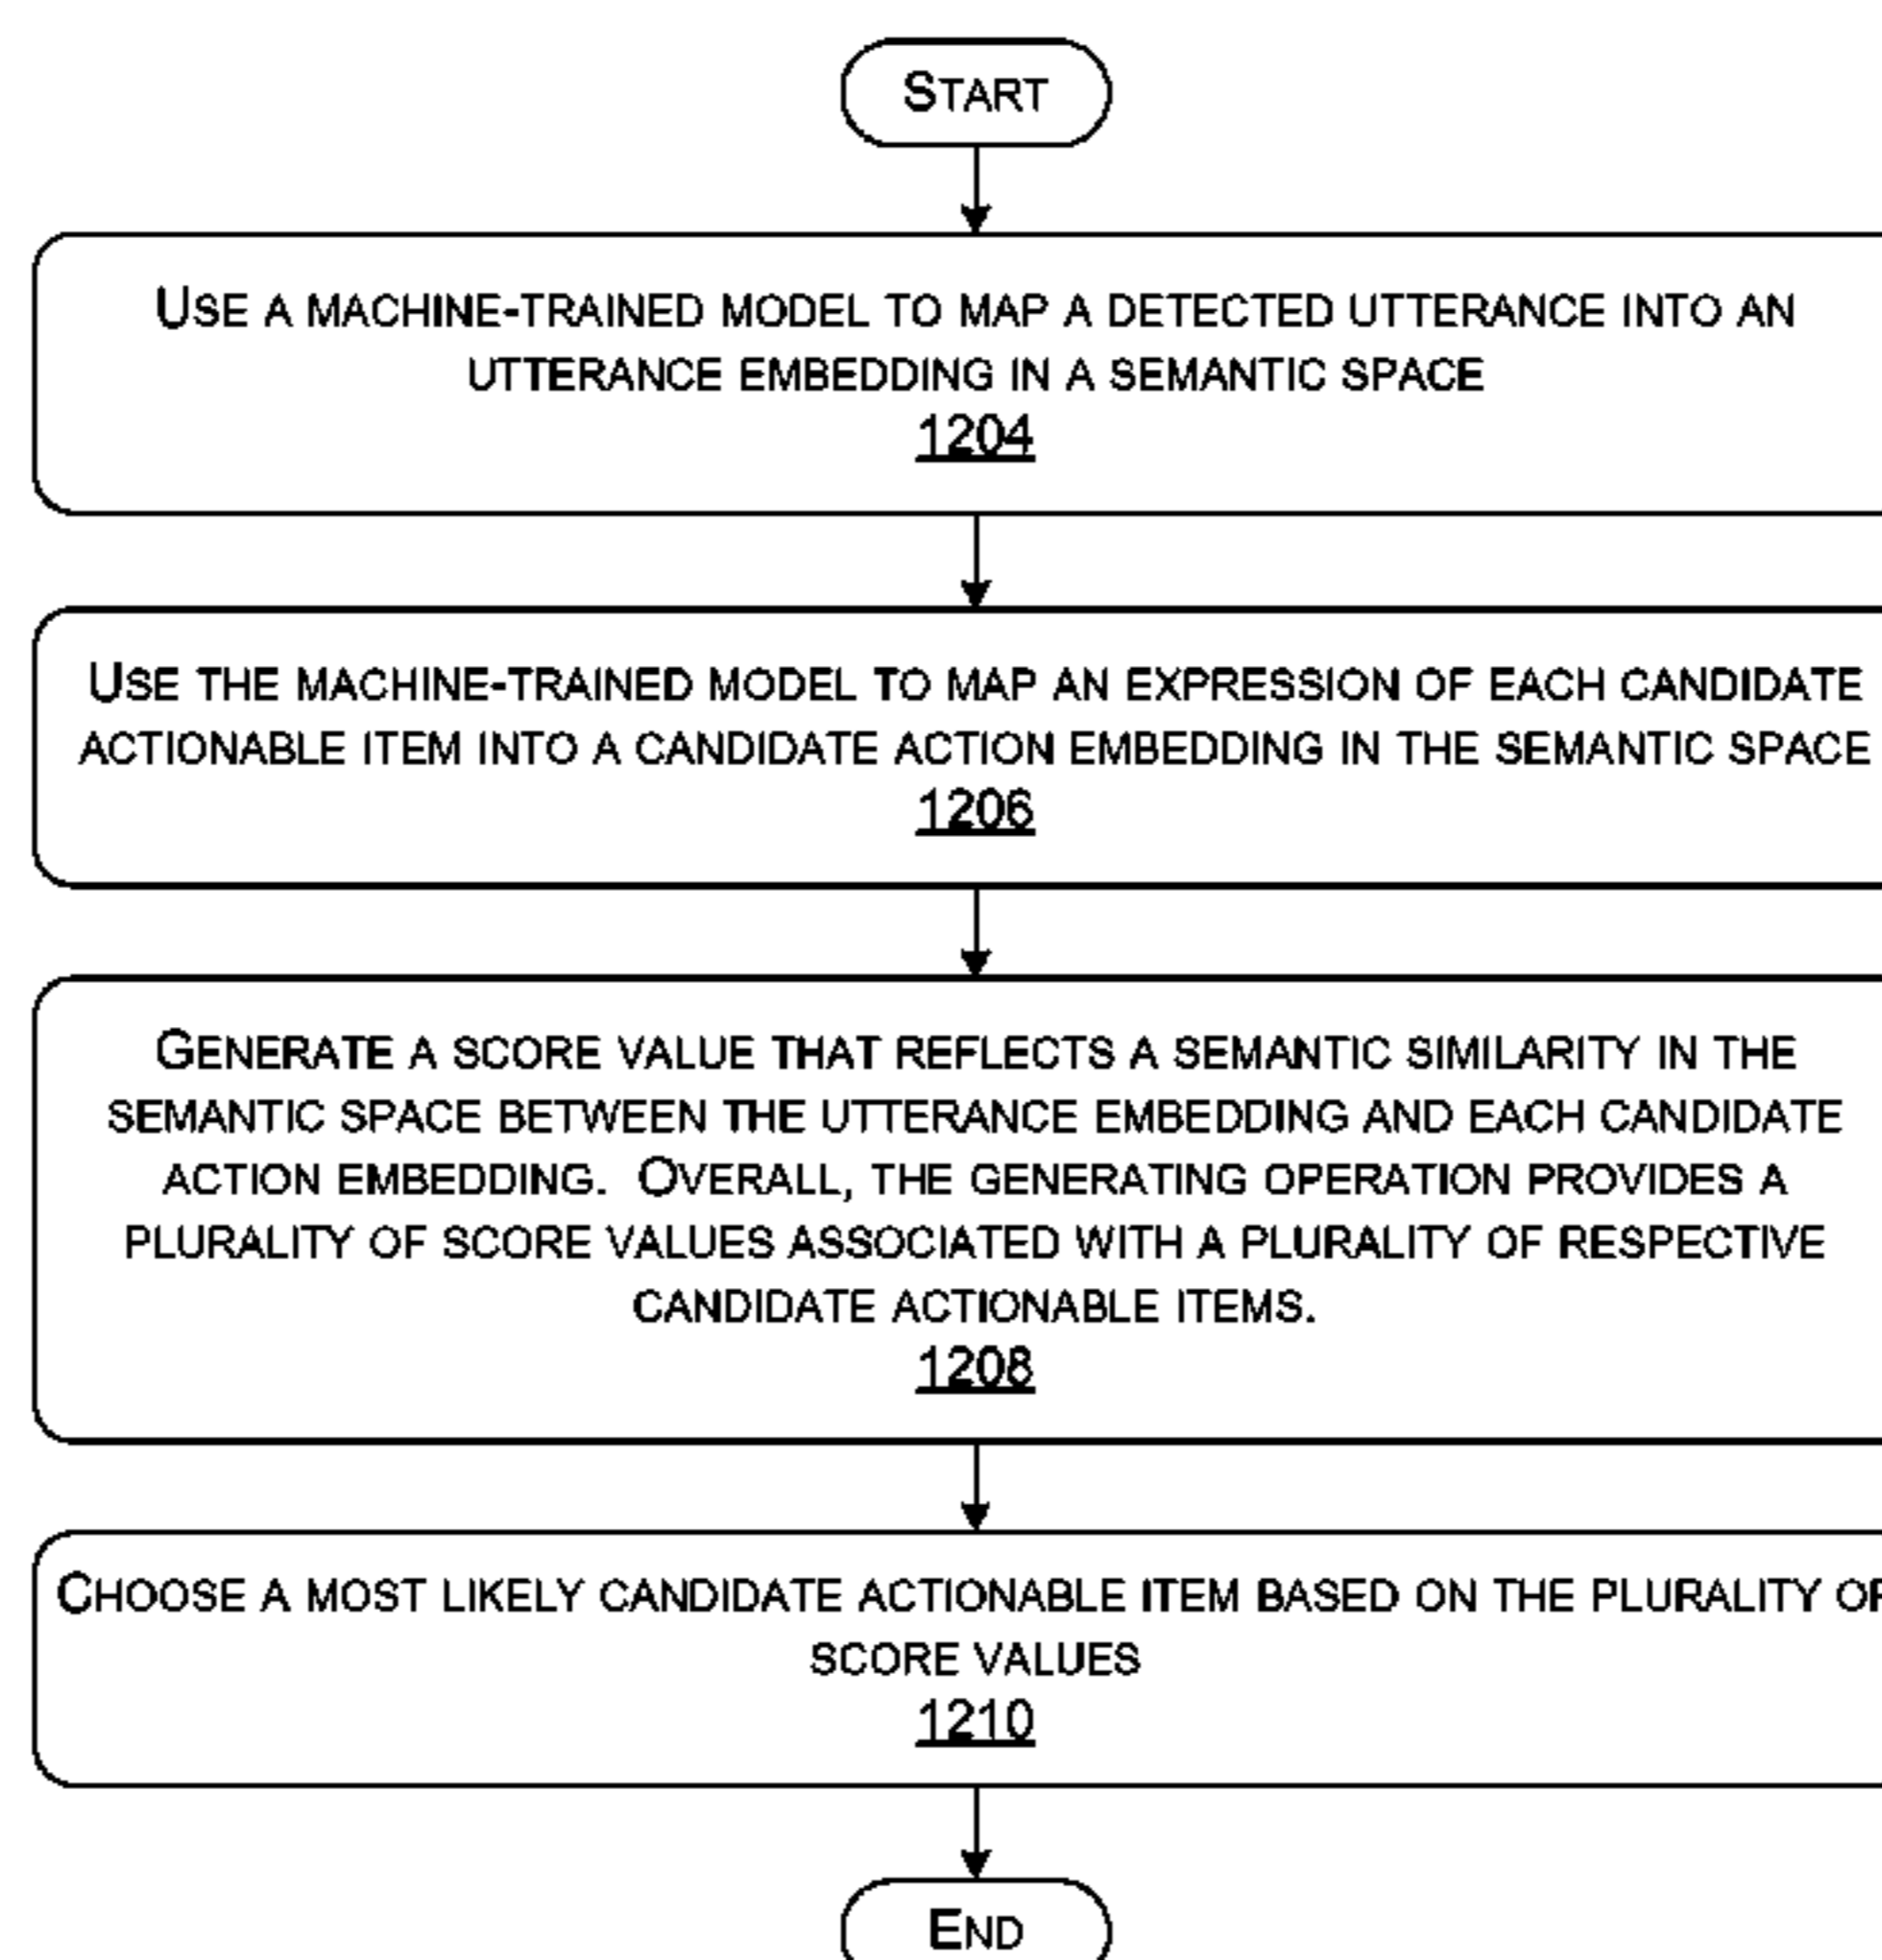 START
USE A MACHINE-TRAINED MODEL TO MAP A DETECTED UTTERANCE INTO AN
UTTERANCE EMBEDDING IN A SEMANTIC SPACE
1204
USE THE MACHINE-TRAINED MODEL TO MAP AN EXPRESSION OF EACH CANDIDATE
ACTIONABLE ITEM INTO A CANDIDATE ACTION EMBEDDING IN THE SEMANTIC SPACE
1206
GENERATE A SCORE VALUE THAT REFLECTS A SEMANTIC SIMILARITY IN THE
SEMANTIC SPACE BETWEEN THE UTTERANCE EMBEDDING AND EACH CANDIDATE
ACTION EMBEDDING. OVERALL, THE GENERATING OPERATION PROVIDES A
PLURALITY OF SCORE VALUES ASSOCIATED WITH A PLURALITY OF RESPECTIVE
CANDIDATE ACTIONABLE ITEMS.
1208
CHOOSE A MOST LIKELY CANDIDATE ACTIONABLE ITEM BASED ON THE PLURALITY OF
SCORE VALUES
1210
END